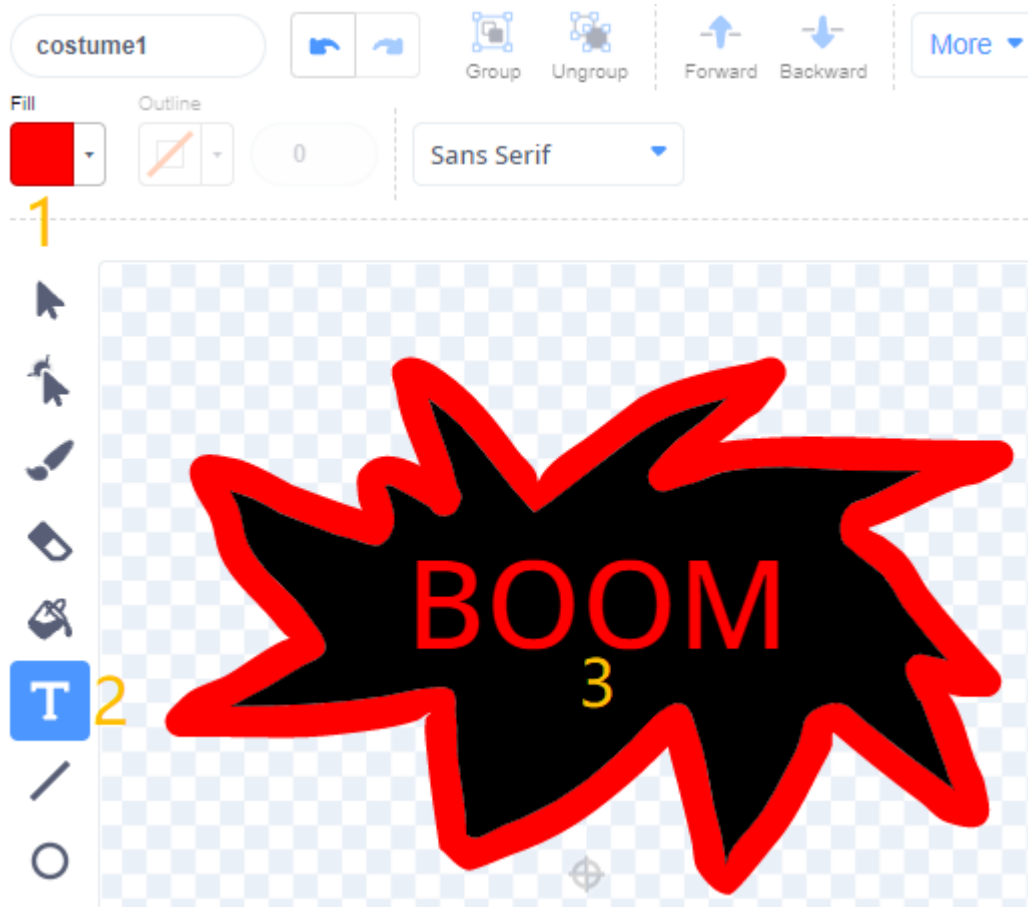 costume1
Group Ungroup Forward Backward More
Fill Outline
0 Sans Serif
1
BOOM
3
T 2